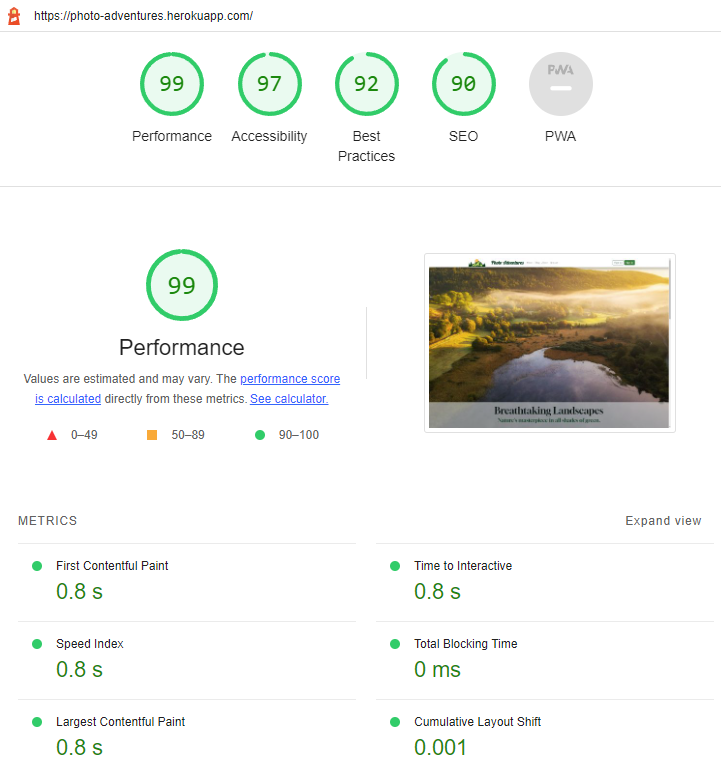 https://photo-adventures.herokuapp.com/
99
97
92
90
PWA
Performance
Accessibility
Best
Practices
SEO
PWA
99
Performance
Values are estimated and may vary. The performance score
is calculated directly from these metrics. See calculator.
0–49
50–89
90–100
Photo Adventures
Breathtaking Landscapes
Nature's masterpiece in all shades of green.
METRICS
Expand view
First Contentful Paint
0.8 s
Time to Interactive
0.8 s
Speed Index
0.8 s
Total Blocking Time
0 ms
Largest Contentful Paint
0.8 s
Cumulative Layout Shift
0.001